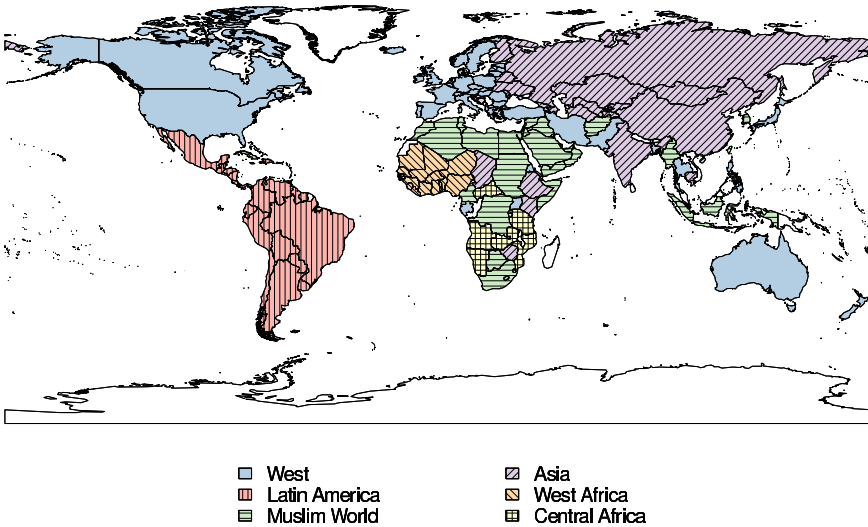 West
Latin America
Muslim World
Asia
West Africa
Central Africa